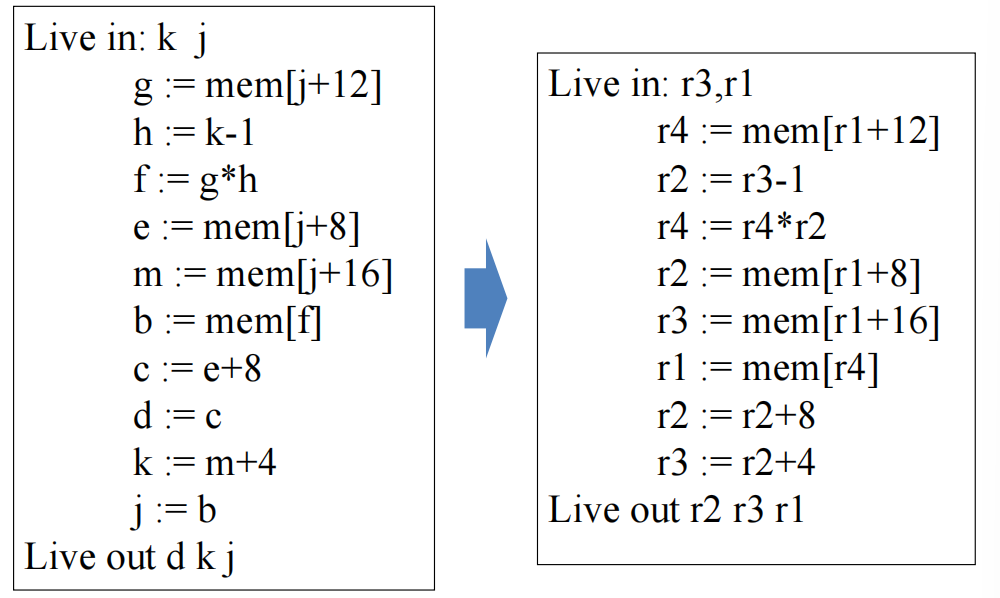 Live in: k j
g := mem[j+12]
h := k-1
f := g*h
e := mem[j+8]
m := mem[j+16]
b := mem[f]
c := e+8
d := c
k := m+4
j := b
Live out d k j
Live in: r3,r1
r4 := mem[r1+12]
r2 := r3-1
r4 := r4*r2
r2 := mem[r1+8]
r3 := mem[r1+16]
r1 := mem[r4]
r2 := r2+8
r3 := r2+4
Live out r2 r3 r1